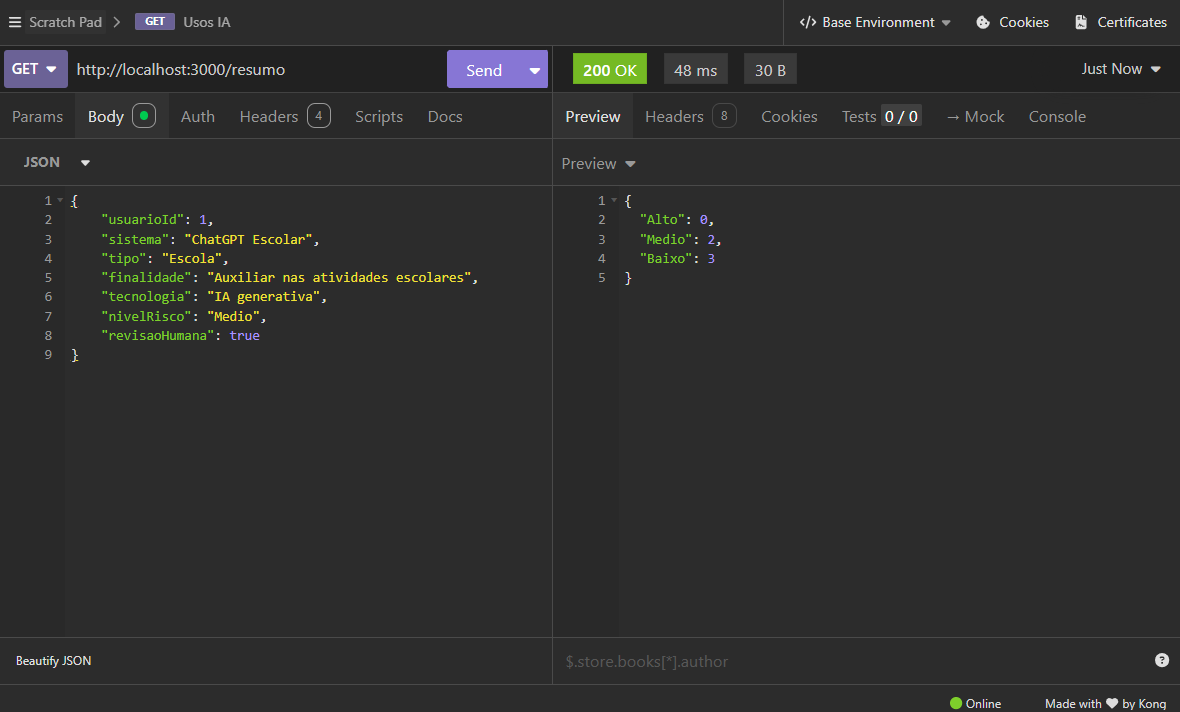 Scratch Pad > GET Usos IA
</> Base Environment Cookies Certificates
GET http://localhost:3000/resumo Send
200 OK 48 ms 30 B Just Now
Params Body Auth Headers 4 Scripts Docs
Preview Headers 8 Cookies Tests 0 / 0 → Mock Console
JSON
Preview
1 {
2 "usuarioId": 1,
3 "sistema": "ChatGPT Escolar",
4 "tipo": "Escola",
5 "finalidade": "Auxiliar nas atividades escolares",
6 "tecnologia": "IA generativa",
7 "nivelRisco": "Medio",
8 "revisaoHumana": true
9 }
1 {
2 "Alto": 0,
3 "Medio": 2,
4 "Baixo": 3
5 }
Beautify JSON
$.store.books[*].author ?
Online Made with ♥ by Kong